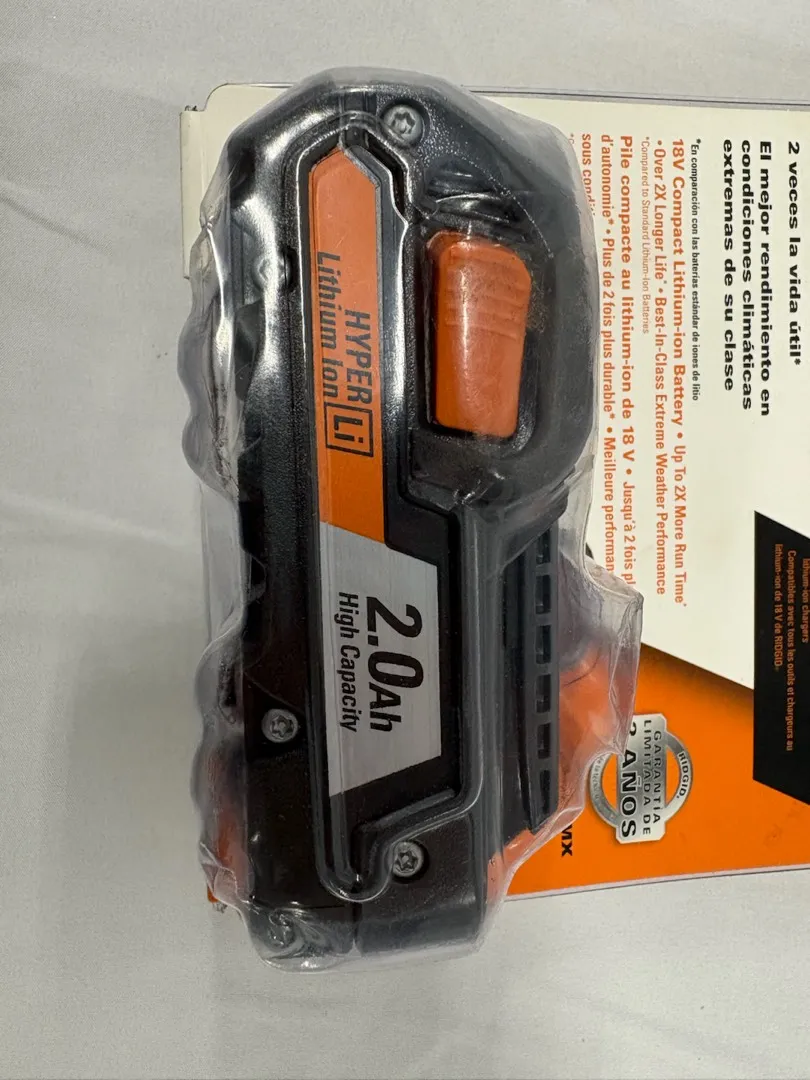 2 veces la vida útil*
El mejor rendimiento en
condiciones climáticas
extremas de su clase
*En comparación con las baterías estándar de iones de litio
18V Compact Lithium-Ion Battery • Up To 2X More Run Time*
• Over 2X Longer Life* • Best-In-Class Extreme Weather Performance
*Compared to Standard Lithium-Ion Batteries
Pile compacte au lithium-ion de 18 V • Jusqu'à 2 fois
d'autonomie* • Plus de 2 fois plus durable* • Meilleure
sous
HYPER Li
Lithium Ion
2.0Ah
High Capacity
lithium-ion chargers
Compatibles avec tous les outils et chargeurs au
lithium-ion de 18 V de RIDGID
RIDGID
GARANTÍA
LIMITADA DE
2 AÑOS
MX